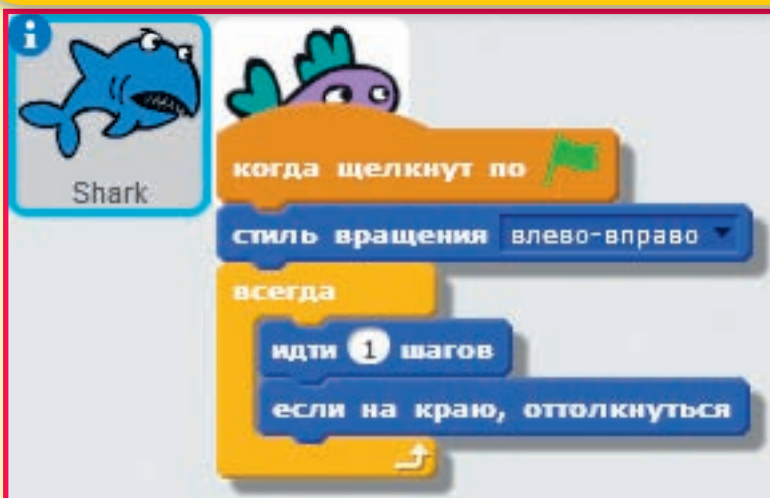 i
Shark
когда щелкнут по
стиль вращения влево-вправо
всегда
идти 1 шагов
если на краю, оттолкнуться